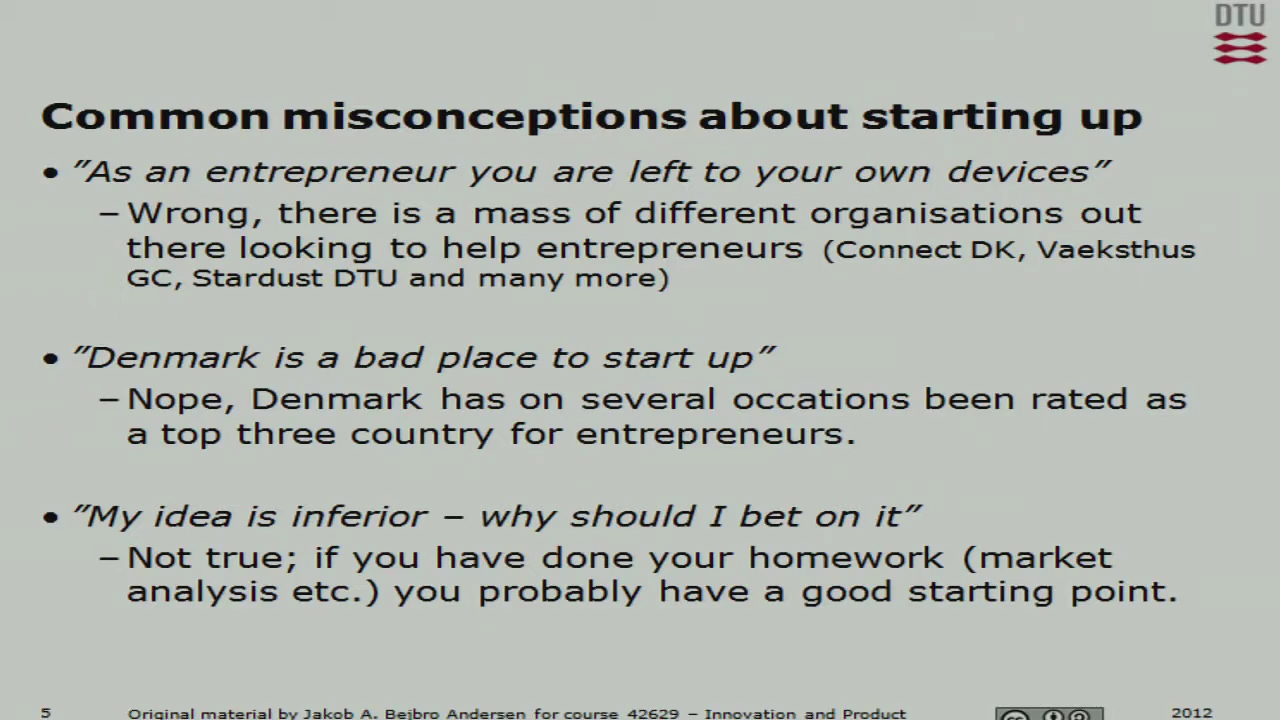 DTU
Common misconceptions about starting up
• ”As an entrepreneur you are left to your own devices”
–Wrong, there is a mass of different organisations out
there looking to help entrepreneurs (Connect DK, Vaeksthus
GC, Stardust DTU and many more)
• ”Denmark is a bad place to start up”
–Nope, Denmark has on several occations been rated as
a top three country for entrepreneurs.
• ”My idea is inferior – why should I bet on it”
–Not true; if you have done your homework (market
analysis etc.) you probably have a good starting point.
5 Original material by Jakob A. Bejbro Andersen for course 42629 – Innovation and Product 2012